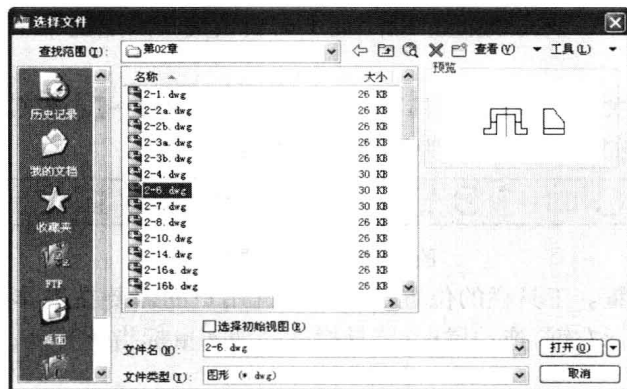 选择文件
查找范围(I): 第02章 查看(V) 工具(L)
预览
名称 大小
2-1.dwg 26 KB
2-2a.dwg 26 KB
2-2b.dwg 26 KB
2-3a.dwg 26 KB
2-3b.dwg 26 KB
2-4.dwg 30 KB
2-6.dwg 30 KB
2-7.dwg 30 KB
2-8.dwg 26 KB
2-10.dwg 26 KB
2-14.dwg 26 KB
2-16a.dwg 26 KB
2-16b.dwg 26 KB
历史记录
我的文档
收藏夹
FTP
桌面
选择初始视图(E)
文件名(N): 2-6.dwg 打开(O)
文件类型(T): 图形 (*.dwg) 取消